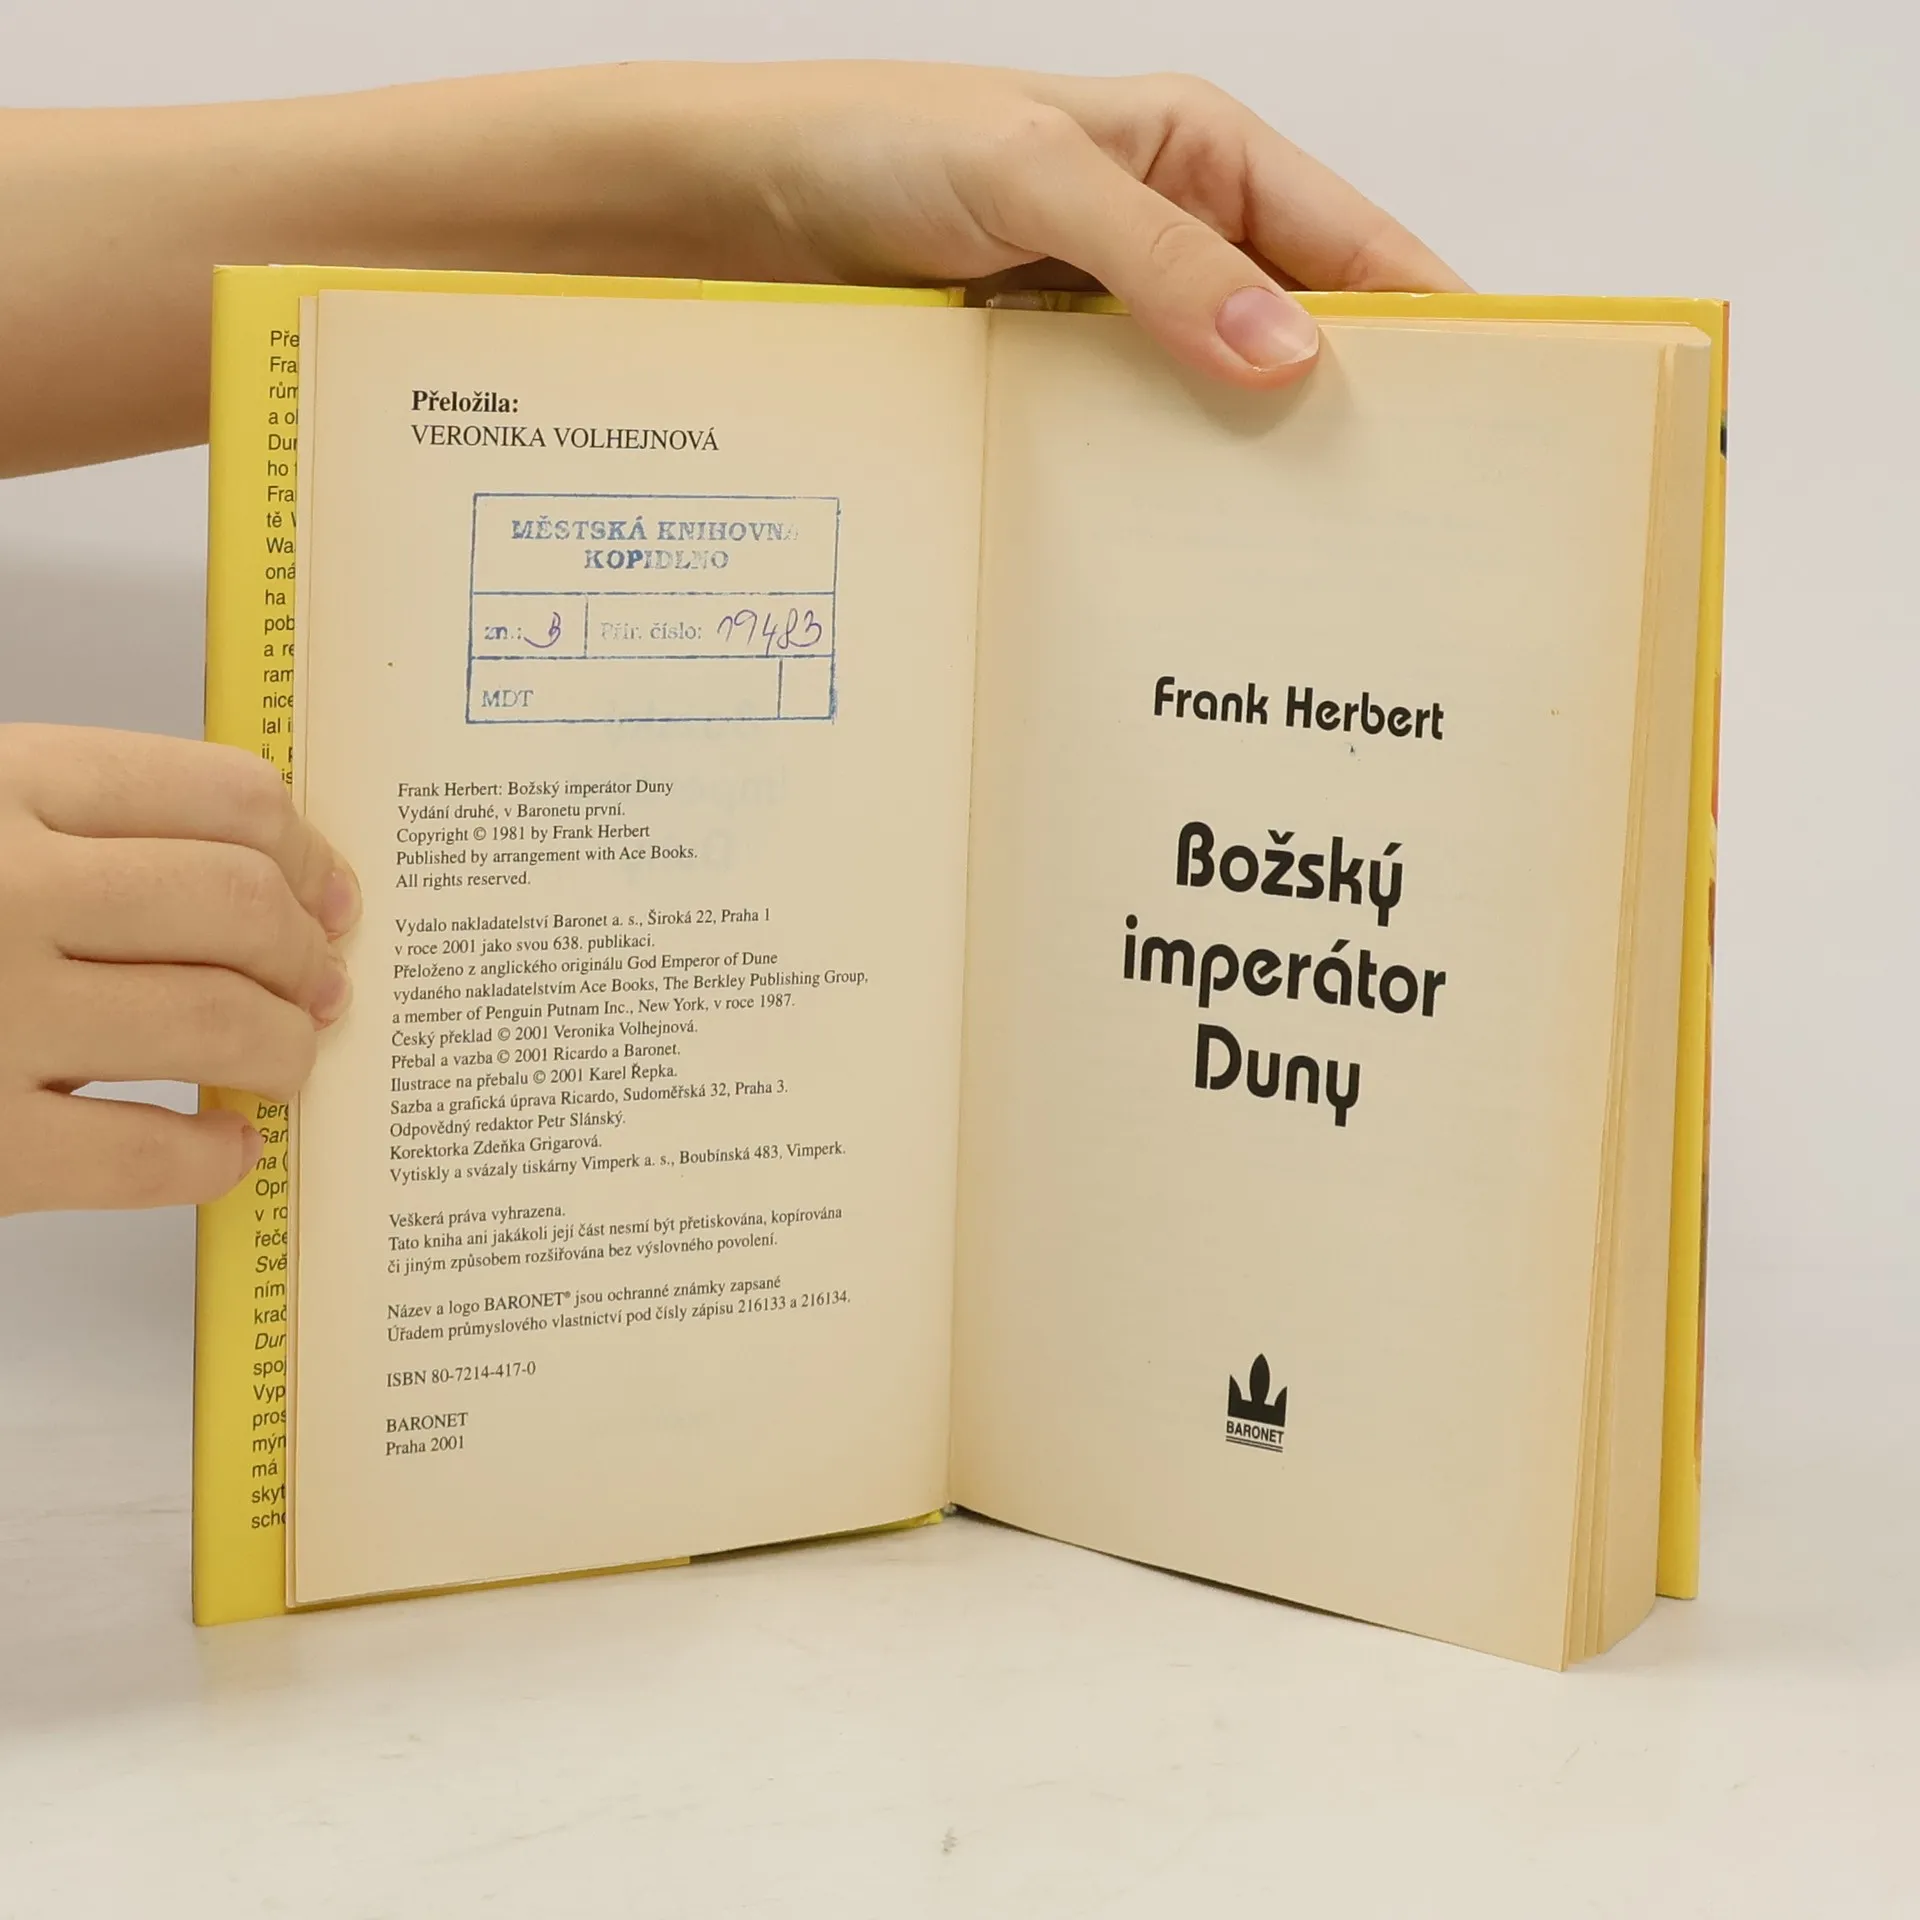 Přeložila:
VERONIKA VOLHEJNOVÁ
MĚSTSKÁ KNIHOVNA
KOPIDLNO
zn.: B Přír. číslo: 19483
MDT
Frank Herbert: Božský imperátor Duny
Vydání druhé, v Baronetu první.
Copyright © 1981 by Frank Herbert
Published by arrangement with Ace Books.
All rights reserved.
Vydalo nakladatelství Baronet a. s., Široká 22, Praha 1
v roce 2001 jako svou 638. publikaci.
Přeloženo z anglického originálu God Emperor of Dune
vydaného nakladatelstvím Ace Books, The Berkley Publishing Group,
a member of Penguin Putnam Inc., New York, v roce 1987.
Český překlad © 2001 Veronika Volhejnová.
Přebal a vazba © 2001 Ricardo a Baronet.
Ilustrace na přebalu © 2001 Karel Řepka.
Sazba a grafická úprava Ricardo, Sudoměřská 32, Praha 3.
Odpovědný redaktor Petr Slánský.
Korektorka Zdeňka Grigarová.
Vytiskly a svázaly tiskárny Vimperk a. s., Boubínská 483, Vimperk.
Veškerá práva vyhrazena.
Tato kniha ani jakákoli její část nesmí být přetiskována, kopírována
či jiným způsobem rozšiřována bez výslovného povolení.
Název a logo BARONET® jsou ochranné známky zapsané
Úřadem průmyslového vlastnictví pod čísly zápisu 216133 a 216134.
ISBN 80-7214-417-0
BARONET
Praha 2001
Frank Herbert
Božský
imperátor
Duny
BARONET